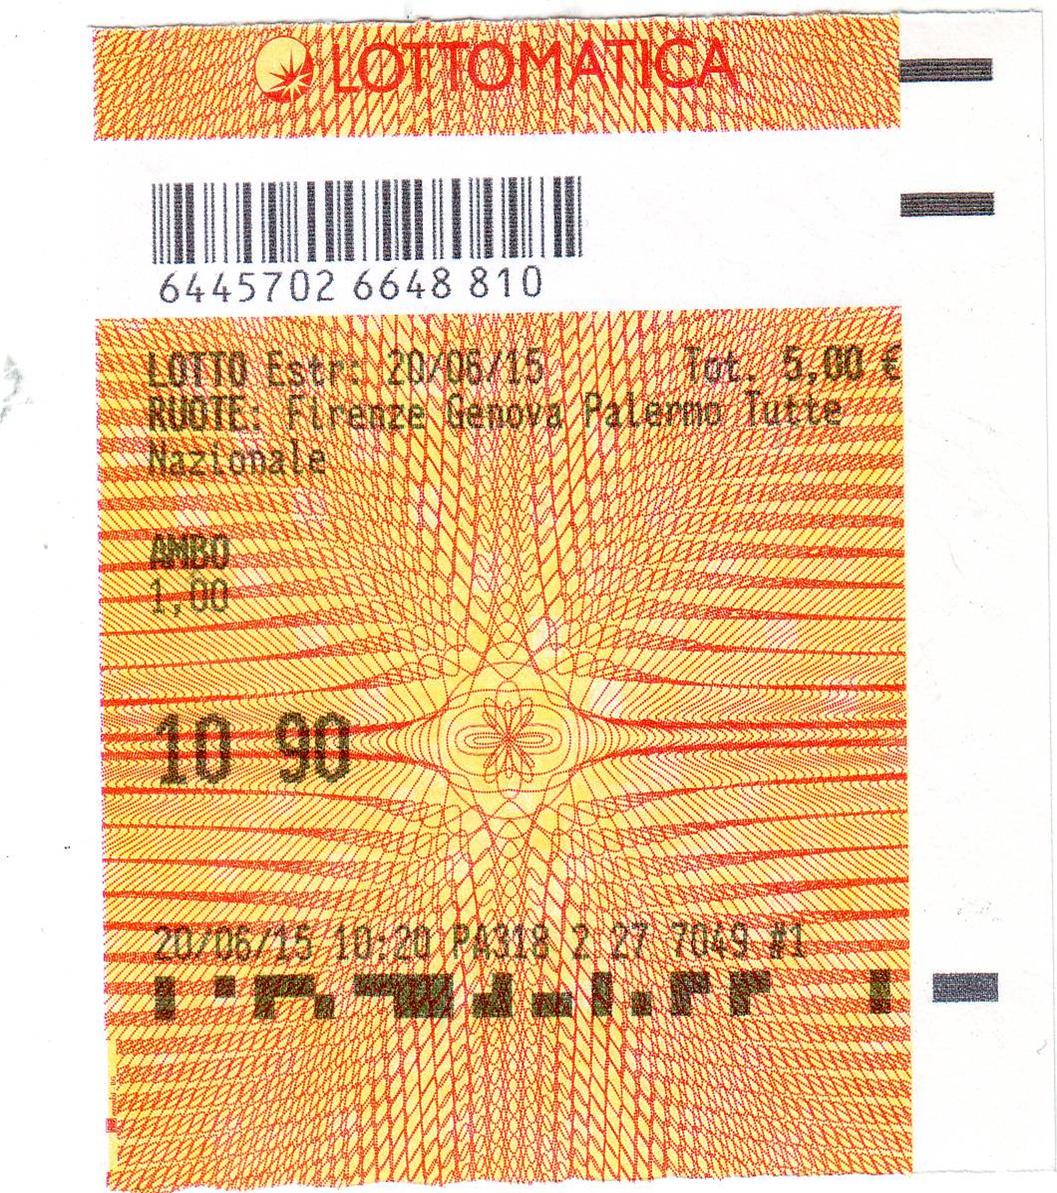 LOTTOMATICA
6445702 6648 810
LOTTO Estr: 20/06/15 Tot. 5,00 €
RUOTE: Firenze Genova Palermo Tutte
Nazionale
AMBO
1,00
10 90
20/06/15 10:20 PA318 2 27 7049 #1